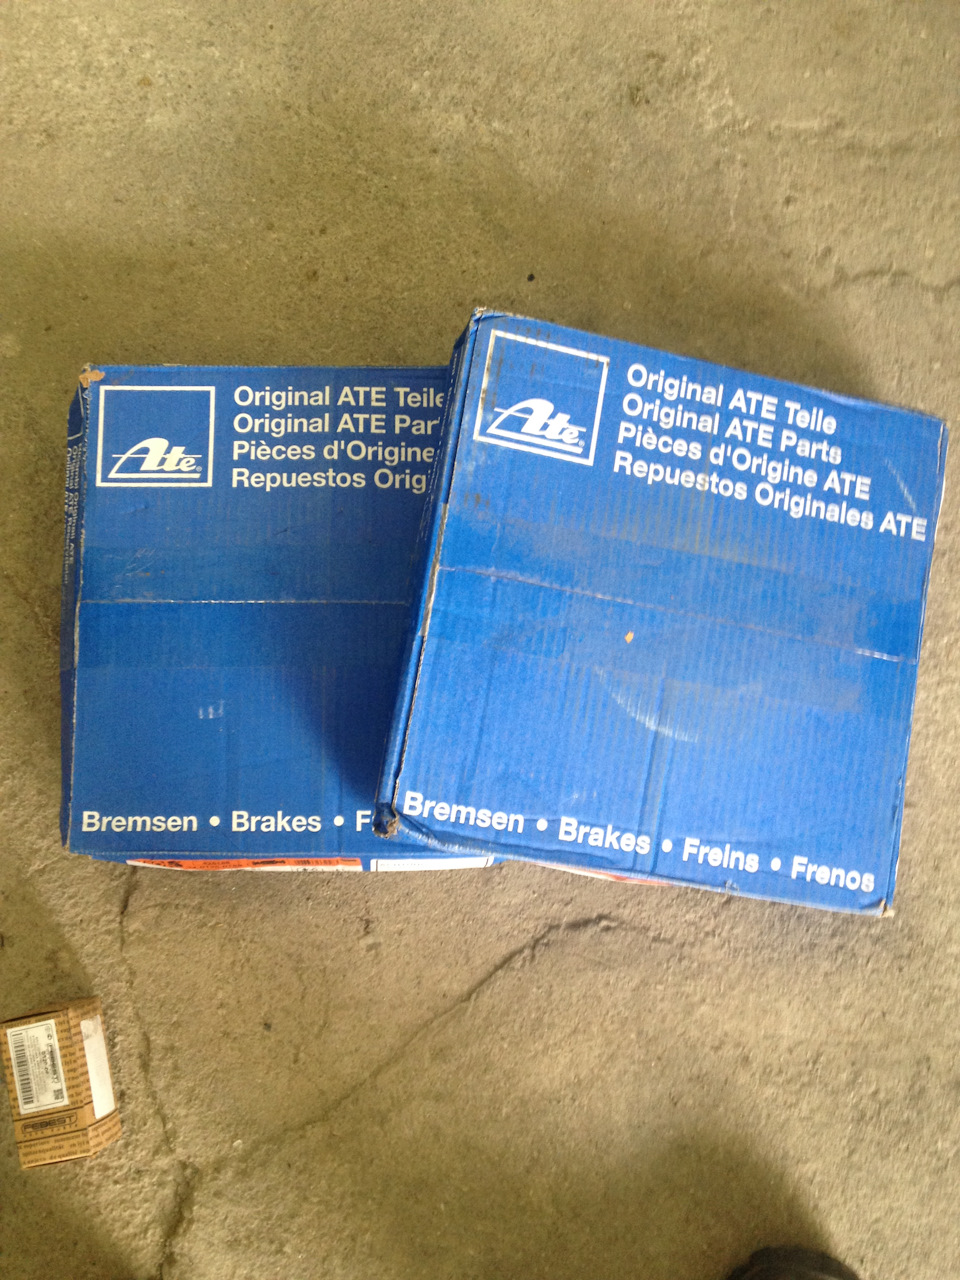 Ate
Original ATE Teile
Original ATE Par
Pièces d'Origine
Repuestos Orig
Bremsen • Brakes • F
Ate
Original ATE Teile
Original ATE Parts
Pièces d'Origine ATE
Repuestos Originales ATE
Bremsen • Brakes • Freins • Frenos
FEBEST